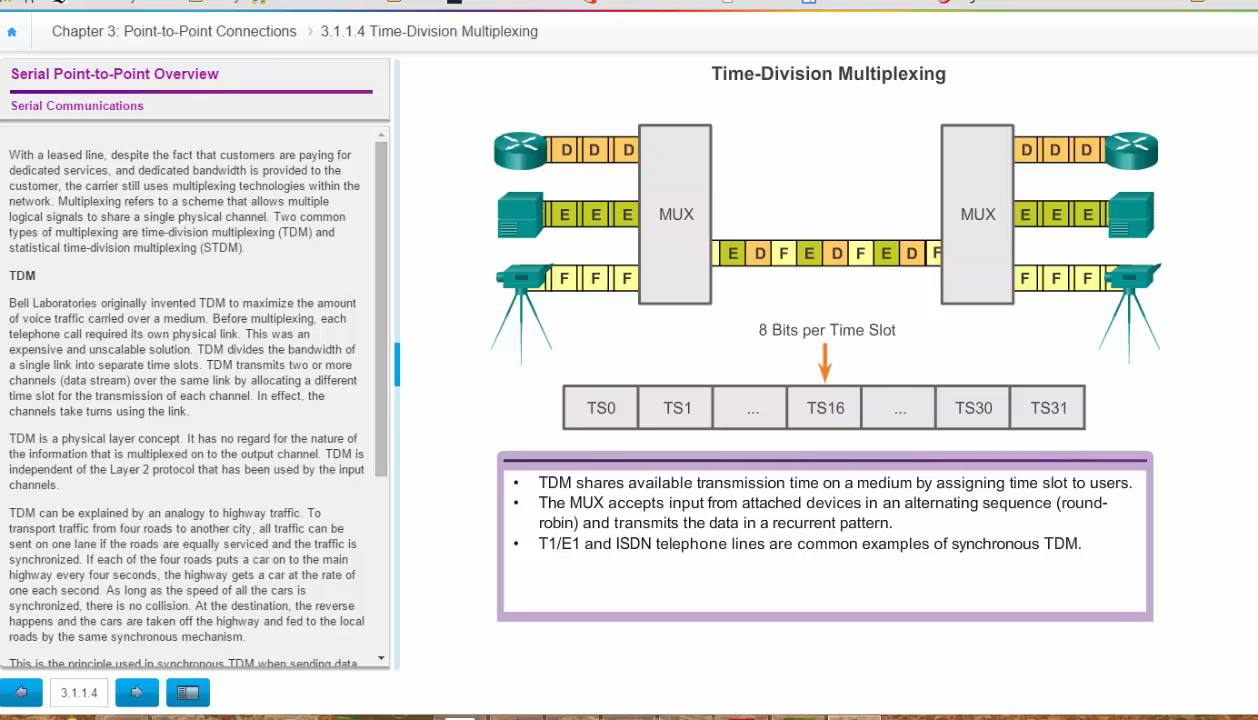 Chapter 3: Point-to-Point Connections > 3.1.1.4 Time-Division Multiplexing
Serial Point-to-Point Overview
Serial Communications
With a leased line, despite the fact that customers are paying for
dedicated services, and dedicated bandwidth is provided to the
customer, the carrier still uses multiplexing technologies within the
network. Multiplexing refers to a scheme that allows multiple
logical signals to share a single physical channel. Two common
types of multiplexing are time-division multiplexing (TDM) and
statistical time-division multiplexing (STDM).
TDM
Bell Laboratories originally invented TDM to maximize the amount
of voice traffic carried over a medium. Before multiplexing, each
telephone call required its own physical link. This was an
expensive and unscalable solution. TDM divides the bandwidth of
a single link into separate time slots. TDM transmits two or more
channels (data stream) over the same link by allocating a different
time slot for the transmission of each channel. In effect, the
channels take turns using the link.
TDM is a physical layer concept. It has no regard for the nature of
the information that is multiplexed on to the output channel. TDM is
independent of the Layer 2 protocol that has been used by the input
channels.
TDM can be explained by an analogy to highway traffic. To
transport traffic from four roads to another city, all traffic can be
sent on one lane if the roads are equally serviced and the traffic is
synchronized. If each of the four roads puts a car on to the main
highway every four seconds, the highway gets a car at the rate of
one each second. As long as the speed of all the cars is
synchronized, there is no collision. At the destination, the reverse
happens and the cars are taken off the highway and fed to the local
roads by the same synchronous mechanism.
This is the principle used in synchronous TDM when sending data
3.1.1.4
Time-Division Multiplexing
D D D
D D D
E E E
MUX
MUX
E E E
E D F E D F E D F
F F F
F F F
8 Bits per Time Slot
TS0 TS1 ... TS16 ... TS30 TS31
• TDM shares available transmission time on a medium by assigning time slot to users.
• The MUX accepts input from attached devices in an alternating sequence (round-
robin) and transmits the data in a recurrent pattern.
• T1/E1 and ISDN telephone lines are common examples of synchronous TDM.